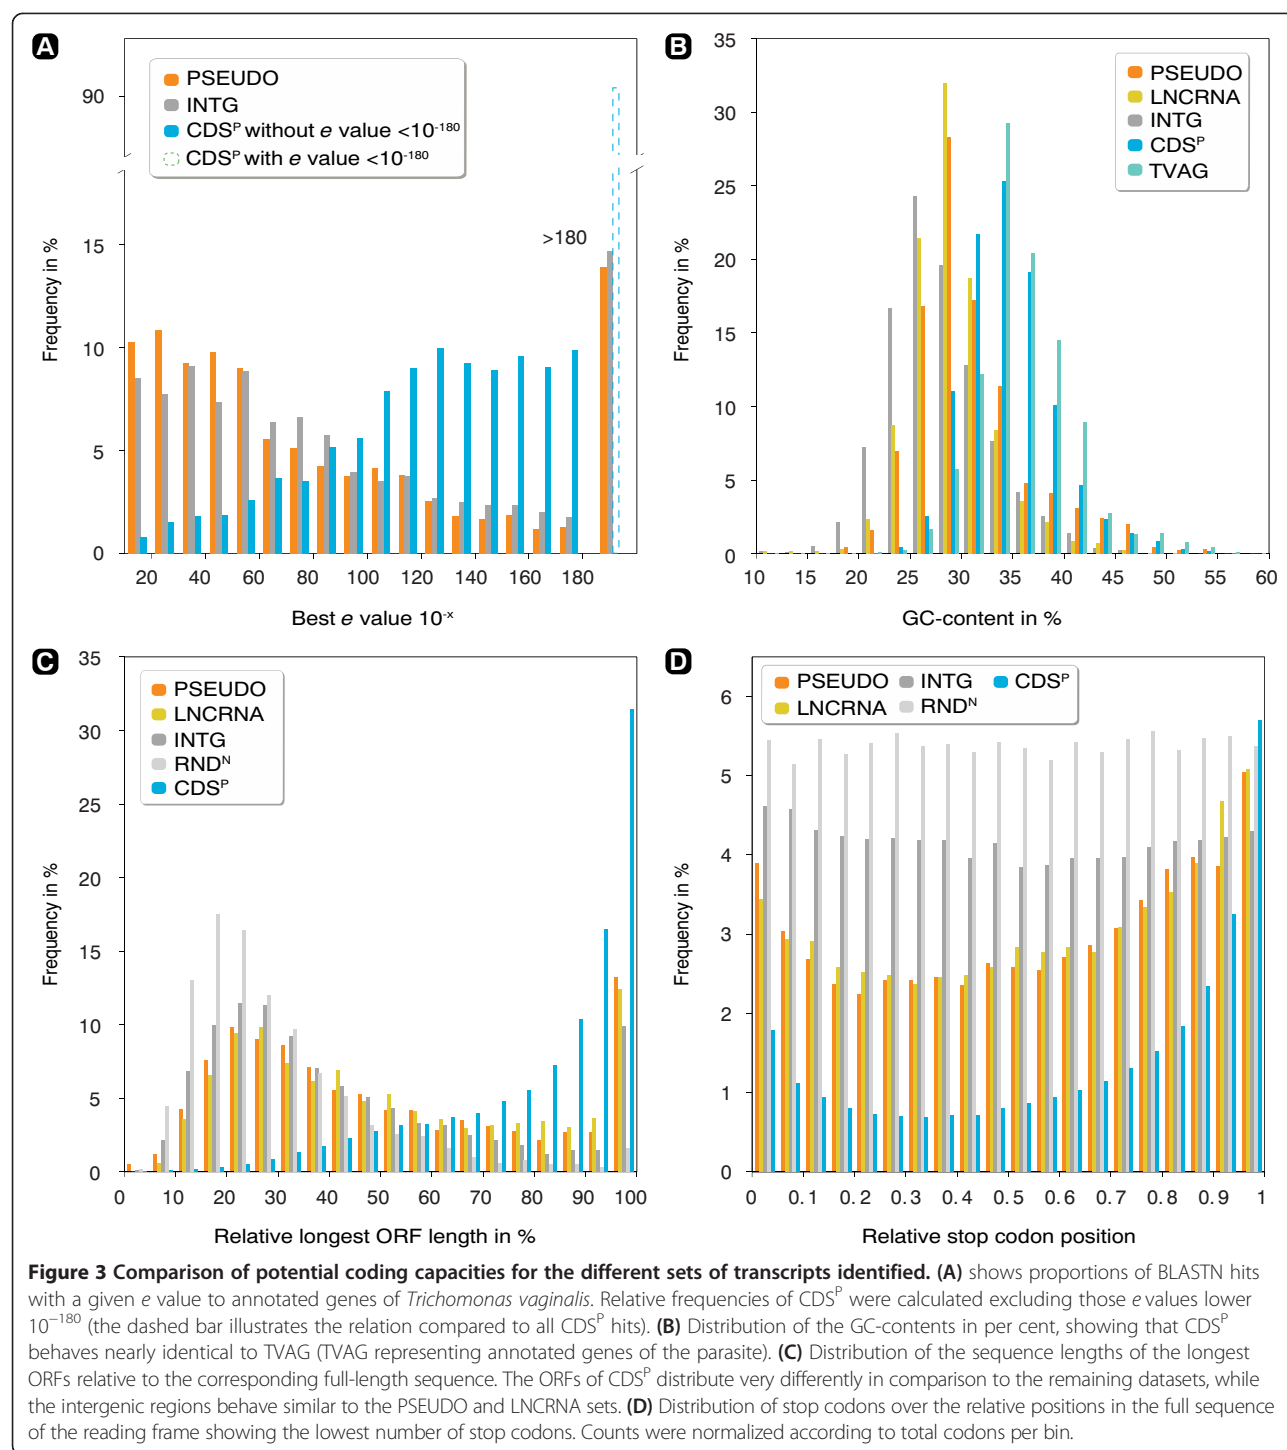 A
PSEUDO
INTG
CDSᴾ without e value <10⁻¹⁸⁰
CDSᴾ with e value <10⁻¹⁸⁰
90
15
10
5
0
>180
Frequency in %
20 40 60 80 100 120 140 160 180
Best e value 10⁻ˣ
B
PSEUDO
LNCRNA
INTG
CDSᴾ
TVAG
35
30
25
20
15
10
5
0
Frequency in %
10 15 20 25 30 35 40 45 50 55 60
GC-content in %
C
PSEUDO
LNCRNA
INTG
RNDᴺ
CDSᴾ
35
30
25
20
15
10
5
0
Frequency in %
0 10 20 30 40 50 60 70 80 90 100
Relative longest ORF length in %
D
PSEUDO INTG CDSᴾ
LNCRNA RNDᴺ
6
5
4
3
2
1
0
Frequency in %
0 0.1 0.2 0.3 0.4 0.5 0.6 0.7 0.8 0.9 1
Relative stop codon position
Figure 3 Comparison of potential coding capacities for the different sets of transcripts identified. (A) shows proportions of BLASTN hits
with a given e value to annotated genes of Trichomonas vaginalis. Relative frequencies of CDSᴾ were calculated excluding those e values lower
10⁻¹⁸⁰ (the dashed bar illustrates the relation compared to all CDSᴾ hits). (B) Distribution of the GC-contents in per cent, showing that CDSᴾ
behaves nearly identical to TVAG (TVAG representing annotated genes of the parasite). (C) Distribution of the sequence lengths of the longest
ORFs relative to the corresponding full-length sequence. The ORFs of CDSᴾ distribute very differently in comparison to the remaining datasets, while
the intergenic regions behave similar to the PSEUDO and LNCRNA sets. (D) Distribution of stop codons over the relative positions in the full sequence
of the reading frame showing the lowest number of stop codons. Counts were normalized according to total codons per bin.